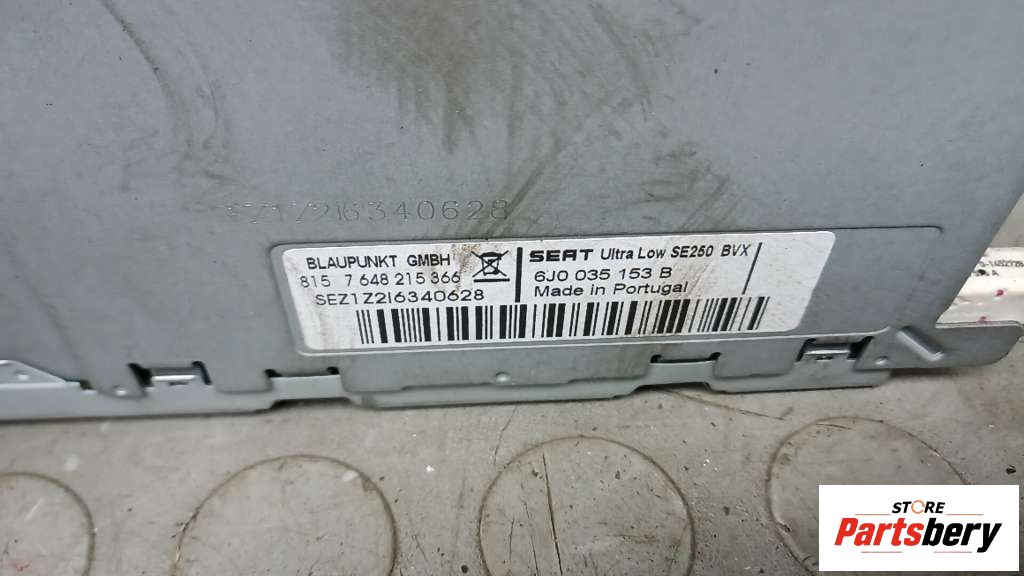 SEZ1Z2I6340628
BLAUPUNKT GMBH
815 7 648 215 366
SEZ1Z2I6340628
SEAT Ultra Low SE250 BVX
6J0 035 153 B
Made in Portugal
STORE
Partsbery